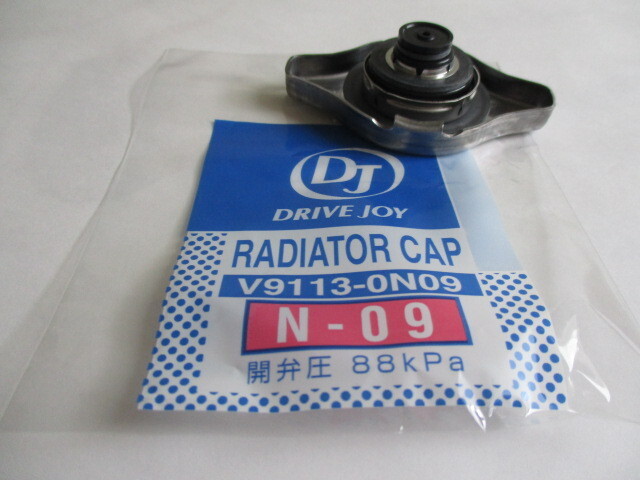 DJ
DRIVE JOY
RADIATOR CAP
V9113-0N09
N-09
開弁圧 88kPa